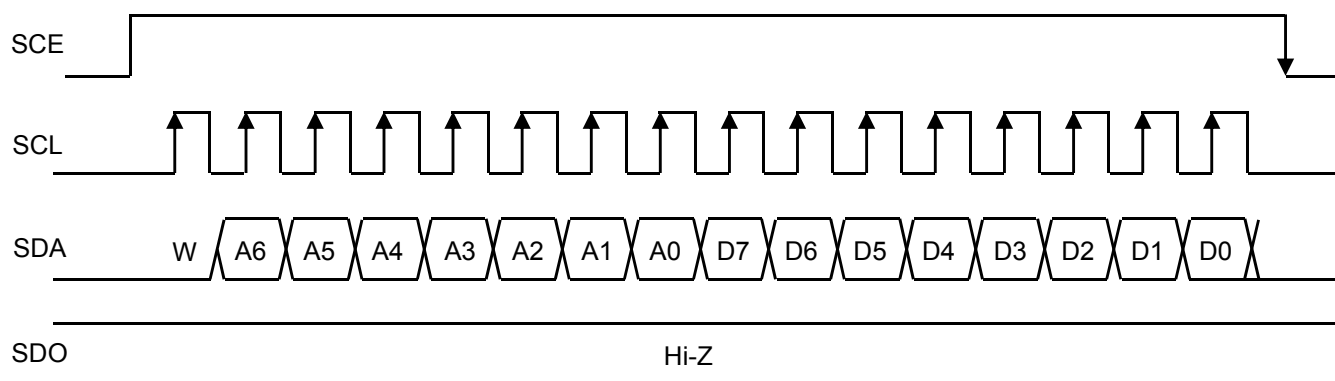 SCE
SCL
SDA W A6 A5 A4 A3 A2 A1 A0 D7 D6 D5 D4 D3 D2 D1 D0
SDO Hi-Z